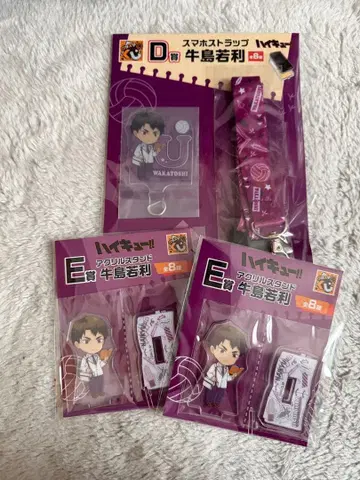 D賞
スマホストラップ
牛島若利
ハイキュー!!
全8種
U
WAKATOSHI
ハイキュー!!
E賞
アクリルスタンド
牛島若利
全8種
ハイキュー!!
E賞
アクリルスタンド
牛島若利
全8種